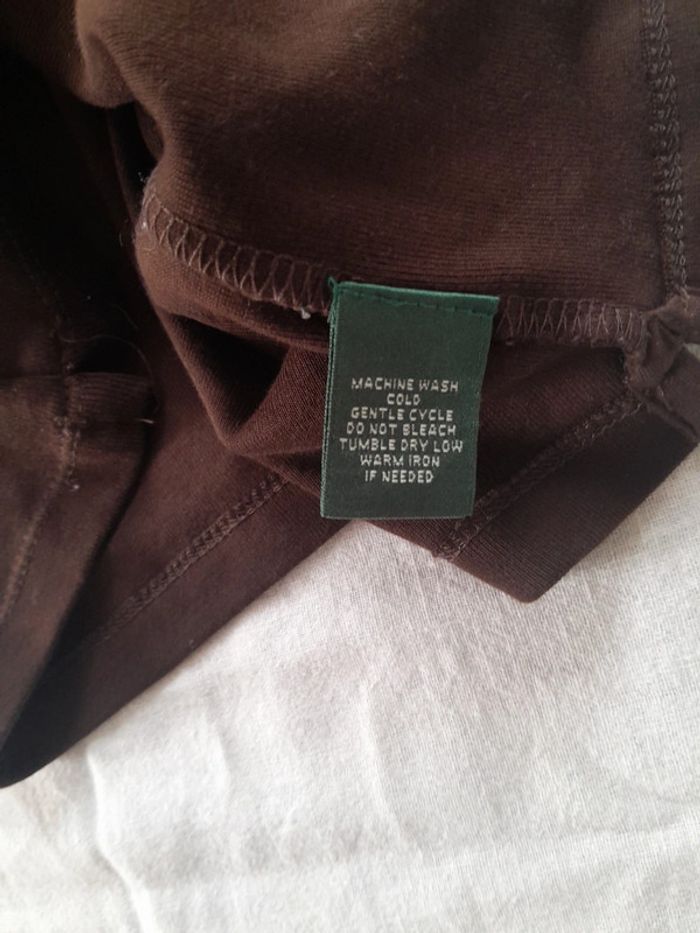 MACHINE WASH
COLD
GENTLE CYCLE
DO NOT BLEACH
TUMBLE DRY LOW
WARM IRON
IF NEEDED